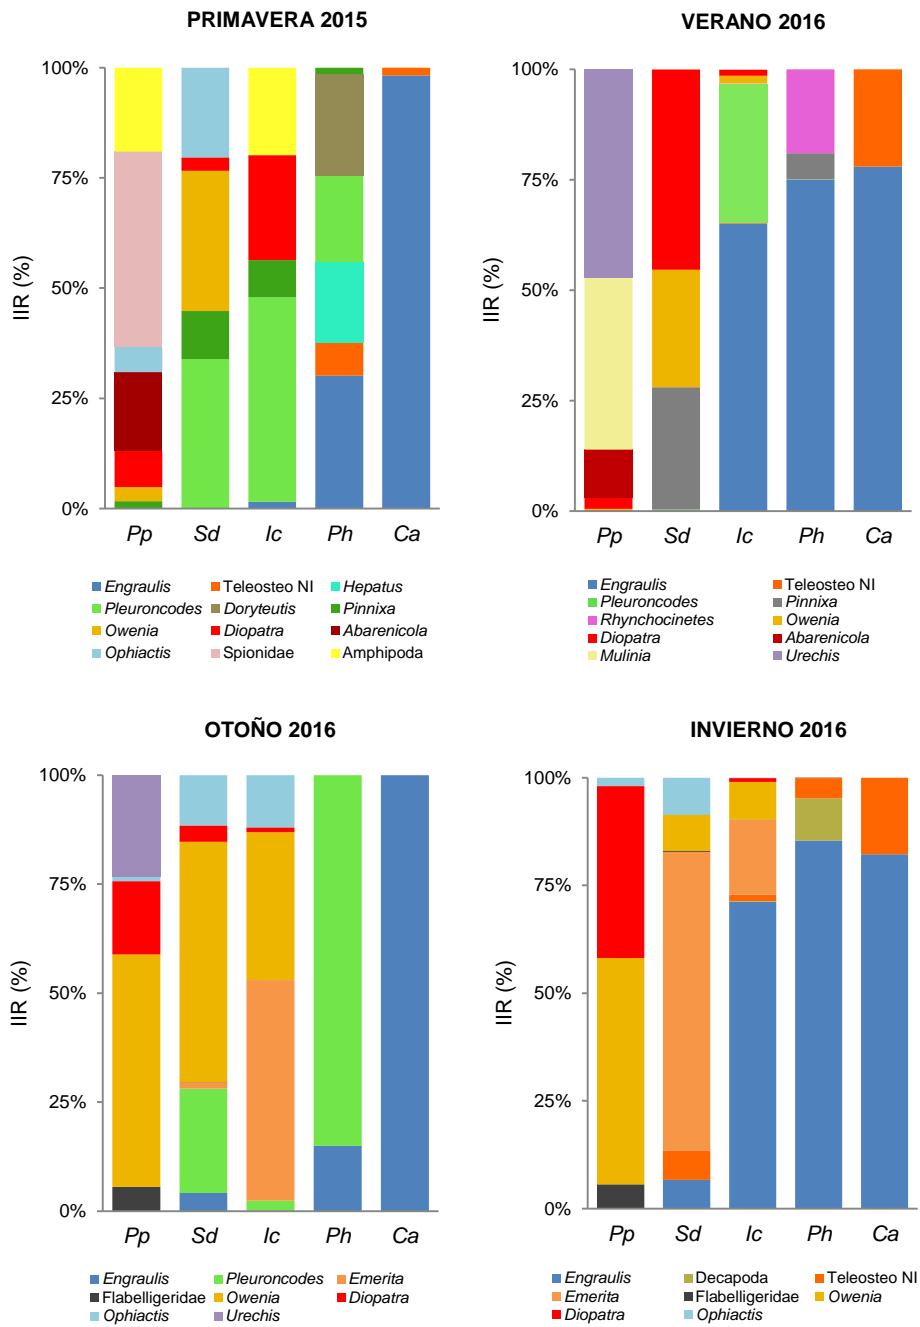 PRIMAVERA 2015
100%
75%
50%
25%
0%
IIR (%)
Pp Sd Ic Ph Ca
Engraulis Teleosteo NI Hepatus
Pleuroncodes Doryteutis Pinnixa
Owenia Diopatra Abarenicola
Ophiactis Spionidae Amphipoda
VERANO 2016
100%
75%
50%
25%
0%
IIR (%)
Pp Sd Ic Ph Ca
Engraulis Teleosteo NI
Pleuroncodes Pinnixa
Rhynchocinetes Owenia
Diopatra Abarenicola
Mulinia Urechis
OTOÑO 2016
100%
75%
50%
25%
0%
IIR (%)
Pp Sd Ic Ph Ca
Engraulis Pleuroncodes Emerita
Flabelligeridae Owenia Diopatra
Ophiactis Urechis
INVIERNO 2016
100%
75%
50%
25%
0%
IIR (%)
Pp Sd Ic Ph Ca
Engraulis Decapoda Teleosteo NI
Emerita Flabelligeridae Owenia
Diopatra Ophiactis